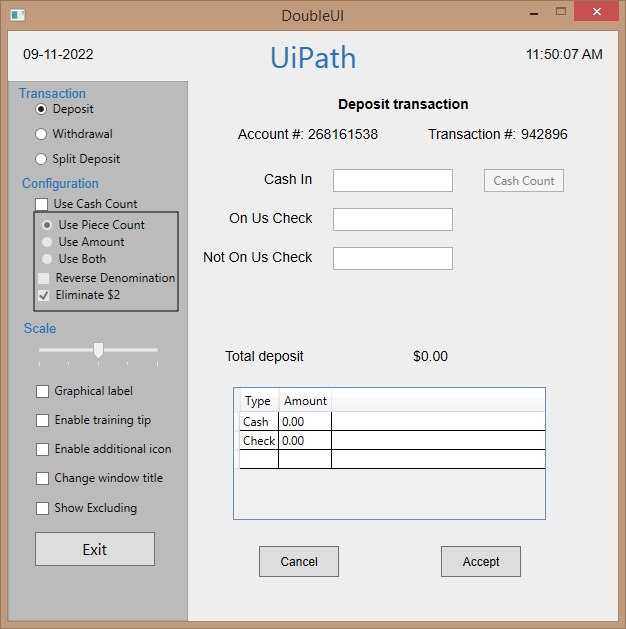 DoubleUI
09-11-2022
UiPath
11:50:07 AM
Transaction
Deposit
Withdrawal
Split Deposit
Configuration
Use Cash Count
Use Piece Count
Use Amount
Use Both
Reverse Denomination
Eliminate $2
Scale
Graphical label
Enable training tip
Enable additional icon
Change window title
Show Excluding
Exit
Deposit transaction
Account #: 268161538 Transaction #: 942896
Cash In
Cash Count
On Us Check
Not On Us Check
Total deposit $0.00
Type Amount
Cash 0.00
Check 0.00
Cancel Accept